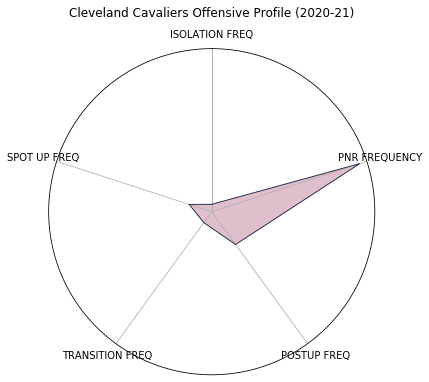 Cleveland Cavaliers Offensive Profile (2020-21)
ISOLATION FREQ
SPOT UP FREQ
PNR FREQUENCY
TRANSITION FREQ
POSTUP FREQ